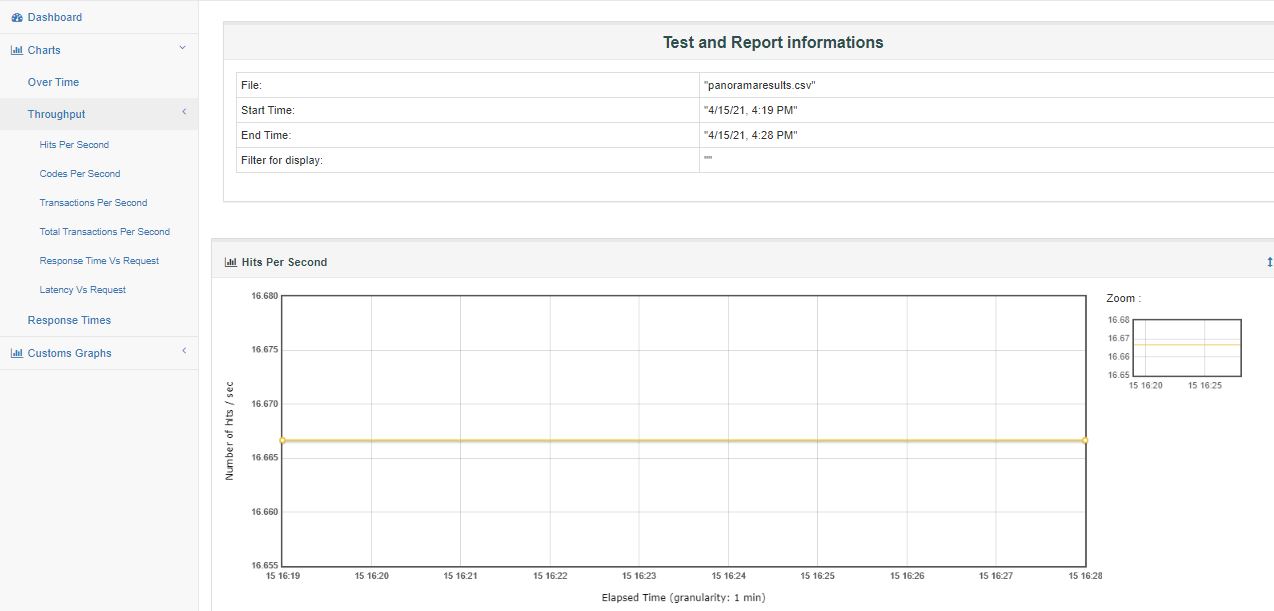 Dashboard
Charts
Over Time
Throughput
Hits Per Second
Codes Per Second
Transactions Per Second
Total Transactions Per Second
Response Time Vs Request
Latency Vs Request
Response Times
Customs Graphs
Test and Report informations
File: "panoramaresults.csv"
Start Time: "4/15/21, 4:19 PM"
End Time: "4/15/21, 4:28 PM"
Filter for display: ""
Hits Per Second
Number of hits / sec
16.680
16.675
16.670
16.665
16.660
16.655
15 16:19 15 16:20 15 16:21 15 16:22 15 16:23 15 16:24 15 16:25 15 16:26 15 16:27 15 16:28
Elapsed Time (granularity: 1 min)
Zoom :
16.68
16.67
16.66
16.65
15 16:20 15 16:25